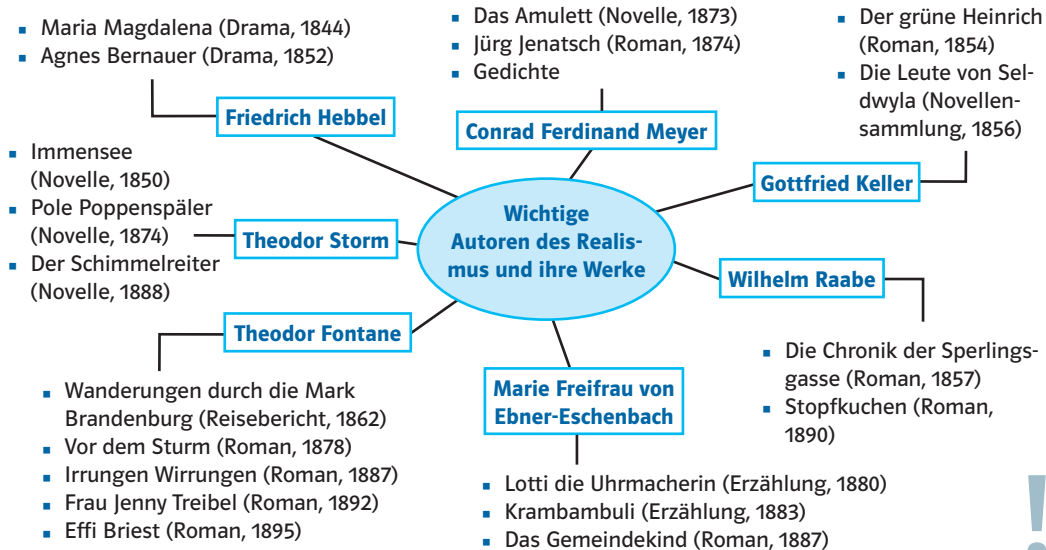 Maria Magdalena (Drama, 1844)
Agnes Bernauer (Drama, 1852)
Friedrich Hebbel
Das Amulett (Novelle, 1873)
Jürg Jenatsch (Roman, 1874)
Gedichte
Conrad Ferdinand Meyer
Der grüne Heinrich
(Roman, 1854)
Die Leute von Sel-
dwyla (Novellen-
sammlung, 1856)
Gottfried Keller
Immensee
(Novelle, 1850)
Pole Poppenspäler
(Novelle, 1874)
Der Schimmelreiter
(Novelle, 1888)
Theodor Storm
Wichtige
Autoren des Realis-
mus und ihre Werke
Wilhelm Raabe
Die Chronik der Sperlings-
gasse (Roman, 1857)
Stopfkuchen (Roman,
1890)
Theodor Fontane
Wanderungen durch die Mark
Brandenburg (Reisebericht, 1862)
Vor dem Sturm (Roman, 1878)
Irrungen Wirrungen (Roman, 1887)
Frau Jenny Treibel (Roman, 1892)
Effi Briest (Roman, 1895)
Marie Freifrau von
Ebner-Eschenbach
Lotti die Uhrmacherin (Erzählung, 1880)
Krambambuli (Erzählung, 1883)
Das Gemeindekind (Roman, 1887)
!